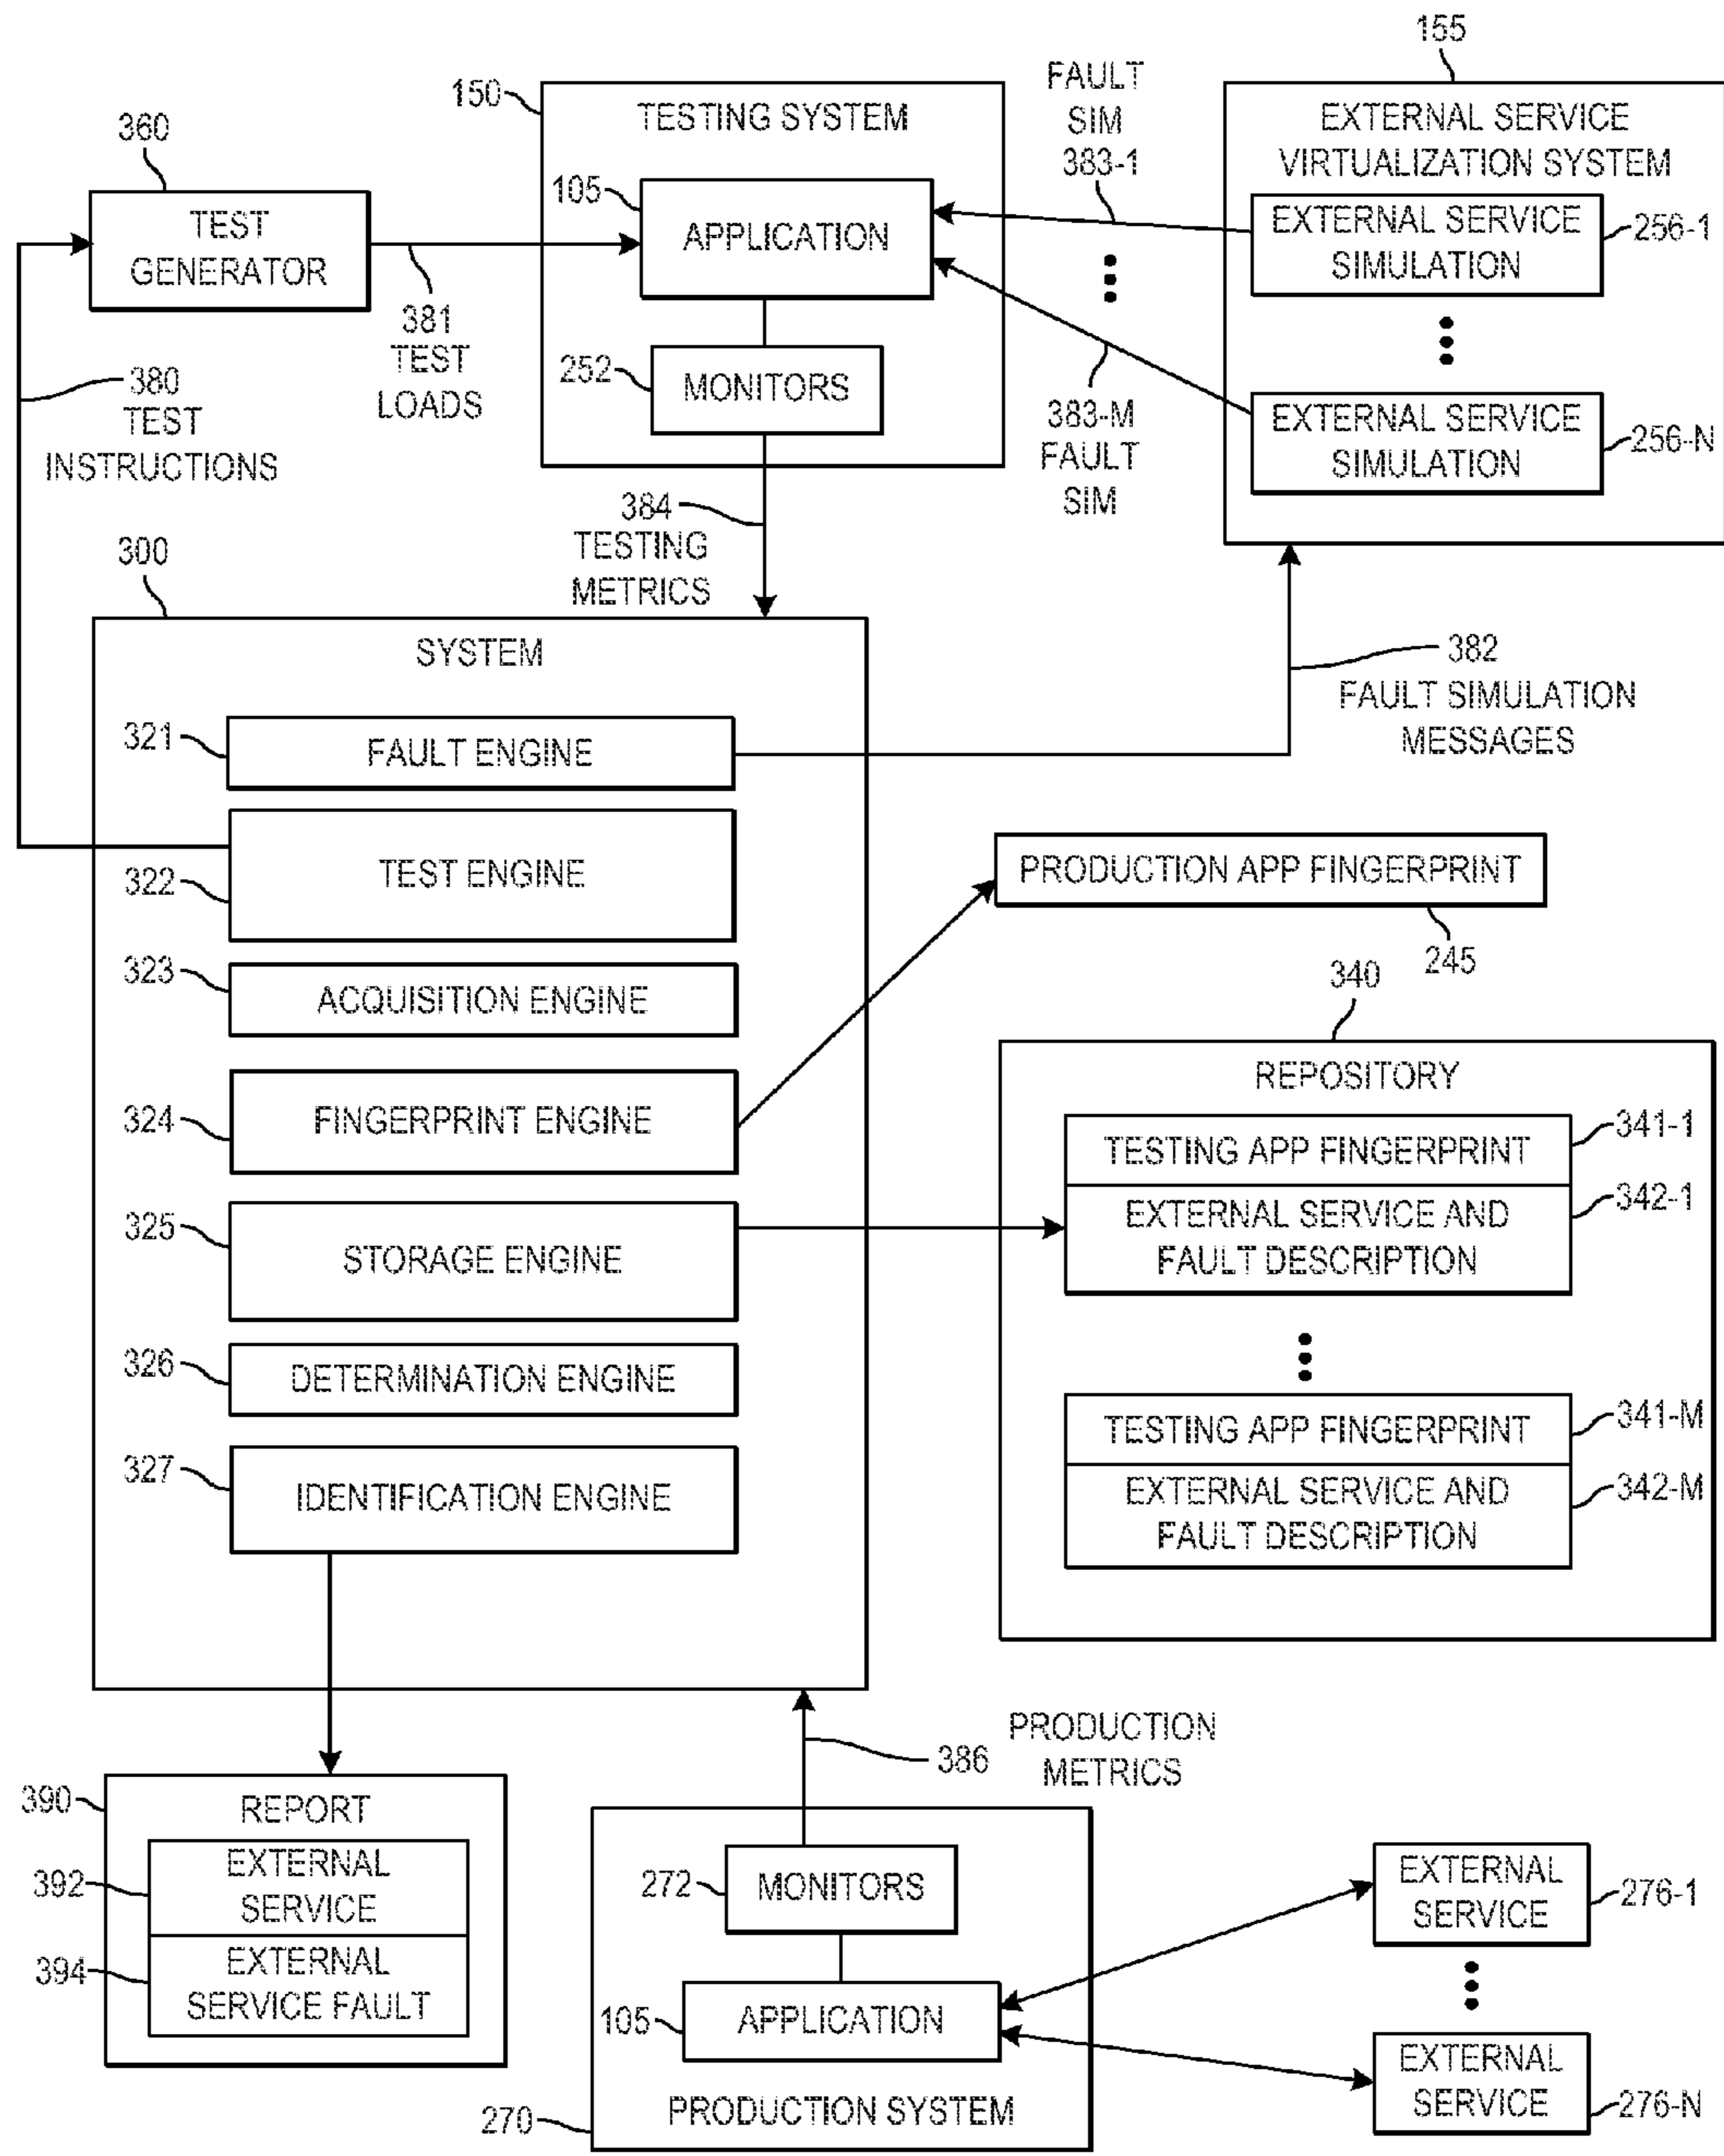 155
FAULT
SIM
383-1
150
TESTING SYSTEM
EXTERNAL SERVICE
VIRTUALIZATION SYSTEM
360
105
TEST
GENERATOR
APPLICATION
EXTERNAL SERVICE
SIMULATION
256-1
381
TEST
LOADS
380
TEST
INSTRUCTIONS
252
MONITORS
383-M
FAULT
SIM
EXTERNAL SERVICE
SIMULATION
256-N
384
TESTING
METRICS
300
SYSTEM
382
FAULT SIMULATION
MESSAGES
321
FAULT ENGINE
322
TEST ENGINE
PRODUCTION APP FINGERPRINT
245
323
ACQUISITION ENGINE
340
REPOSITORY
324
FINGERPRINT ENGINE
TESTING APP FINGERPRINT
341-1
EXTERNAL SERVICE AND
FAULT DESCRIPTION
342-1
325
STORAGE ENGINE
326
DETERMINATION ENGINE
TESTING APP FINGERPRINT
341-M
EXTERNAL SERVICE AND
FAULT DESCRIPTION
342-M
327
IDENTIFICATION ENGINE
386
PRODUCTION
METRICS
390
REPORT
392
EXTERNAL
SERVICE
394
EXTERNAL
SERVICE FAULT
272
MONITORS
EXTERNAL
SERVICE
276-1
105
APPLICATION
EXTERNAL
SERVICE
276-N
270
PRODUCTION SYSTEM